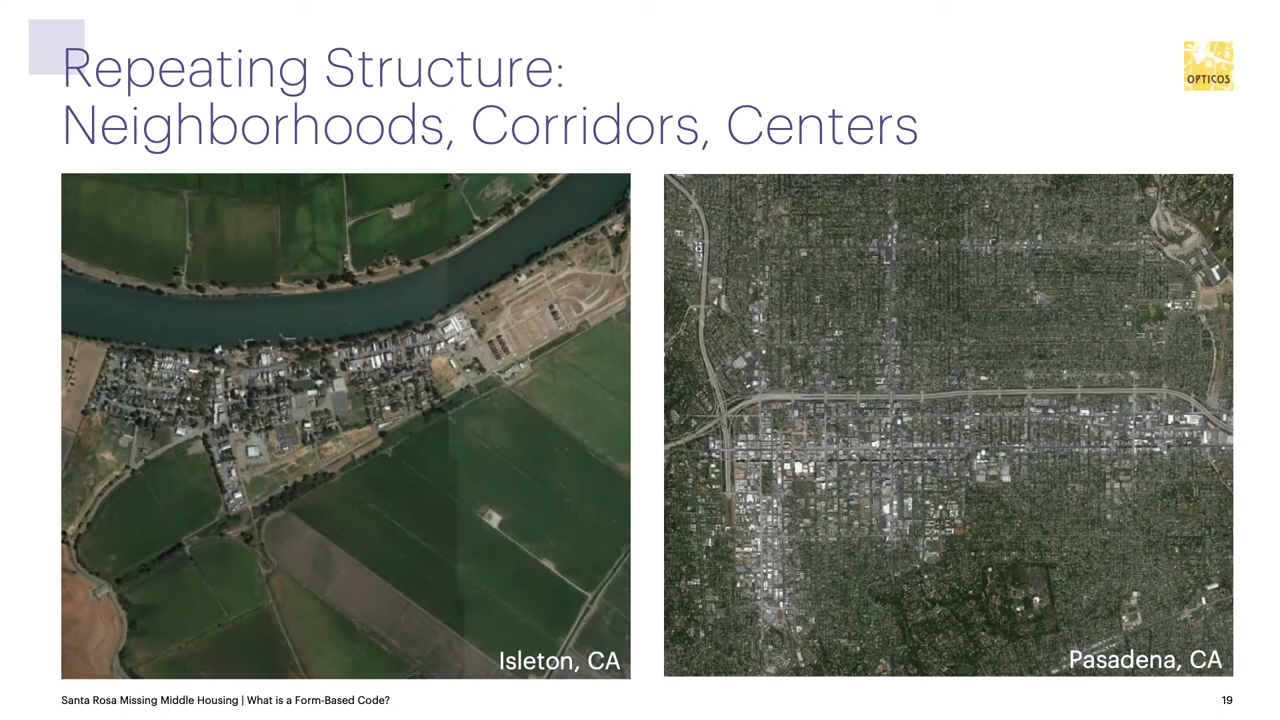 Repeating Structure:
Neighborhoods, Corridors, Centers
OPTICOS
Isleton, CA
Pasadena, CA
Santa Rosa Missing Middle Housing | What is a Form-Based Code?
19